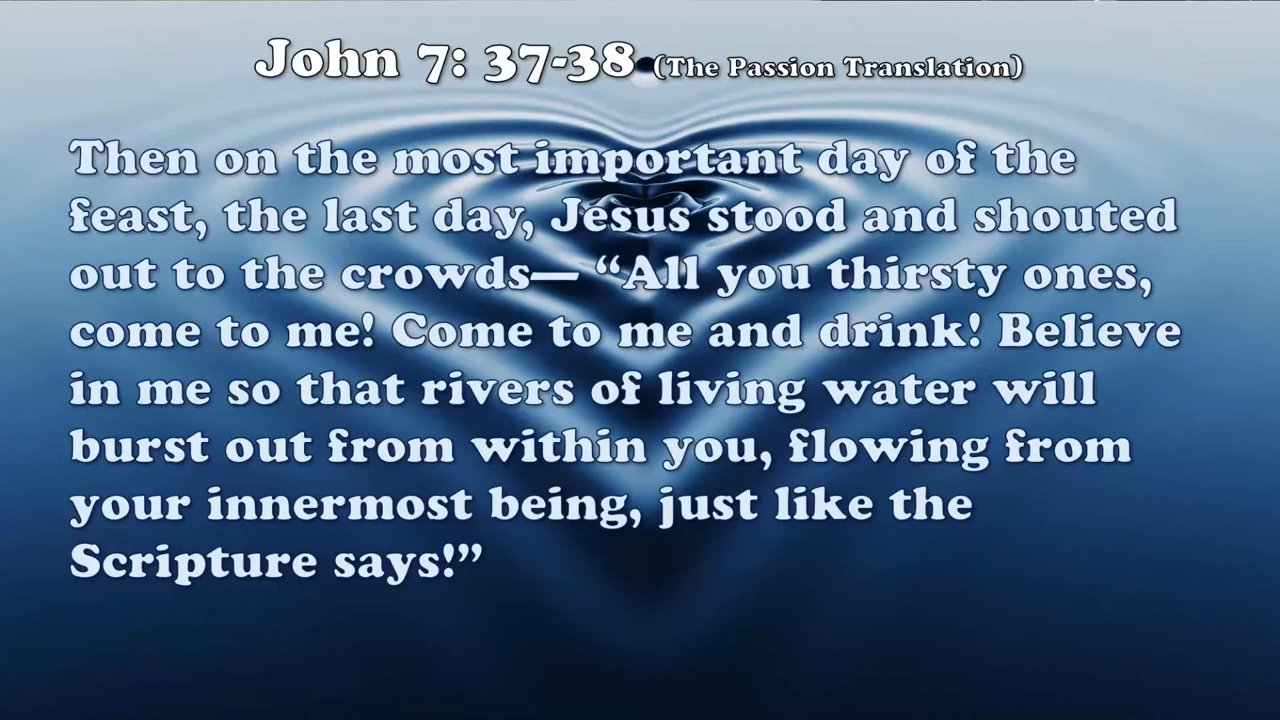 John 7: 37-38 (The Passion Translation)
Then on the most important day of the
feast, the last day, Jesus stood and shouted
out to the crowds— “All you thirsty ones,
come to me! Come to me and drink! Believe
in me so that rivers of living water will
burst out from within you, flowing from
your innermost being, just like the
Scripture says!”